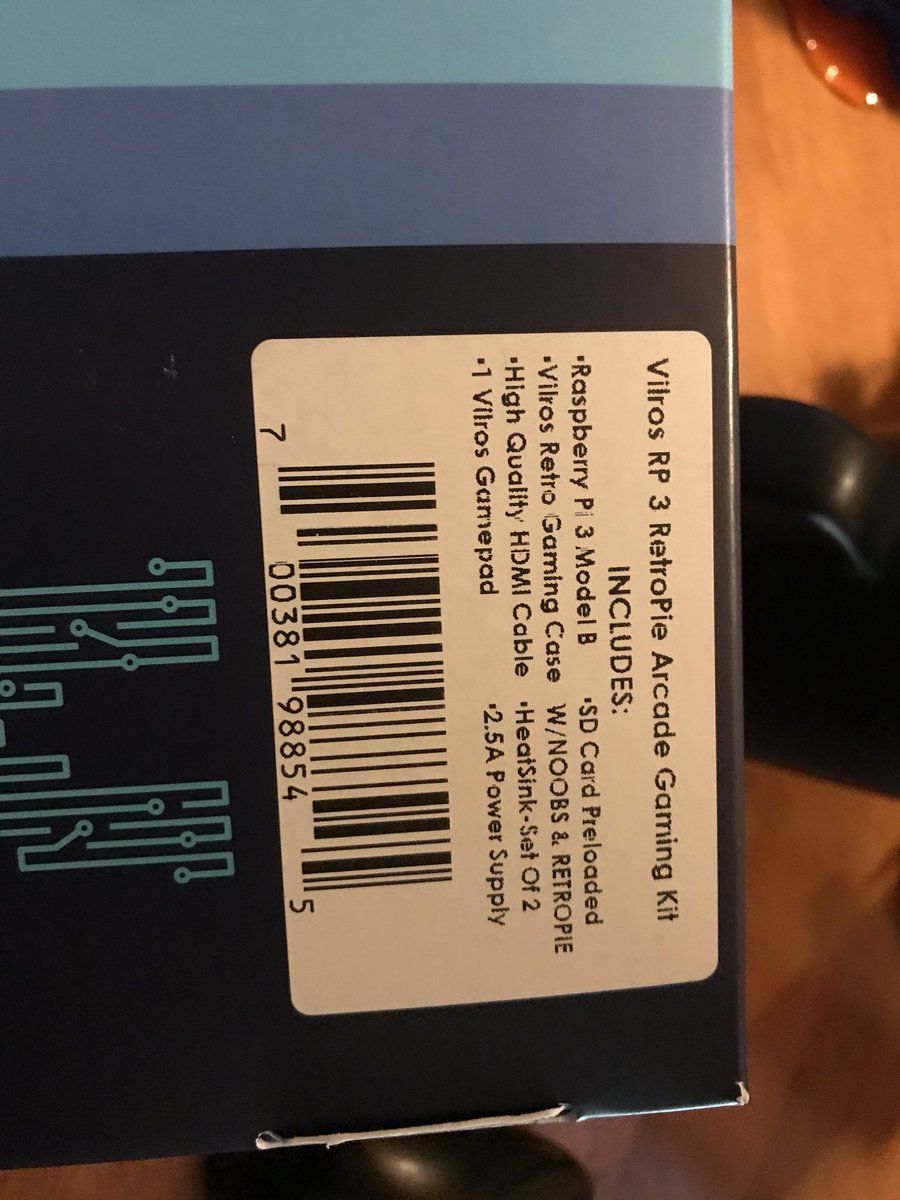 Vilros RP 3 RetroPie Arcade Gaming Kit
INCLUDES:
•Raspberry Pi 3 Model B
•Vilros Retro Gaming Case
•High Quality HDMI Cable
•1 Vilros Gamepad
•SD Card Preloaded
W/NOOBS & RETROPIE
•HeatSink-Set Of 2
•2.5A Power Supply
7 00381 98854 5